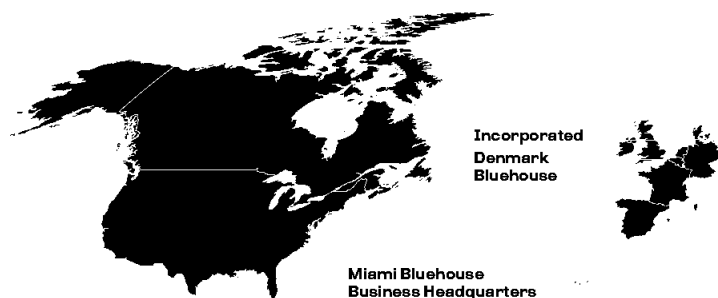 Incorporated
Denmark
Bluehouse
Miami Bluehouse
Business Headquarters